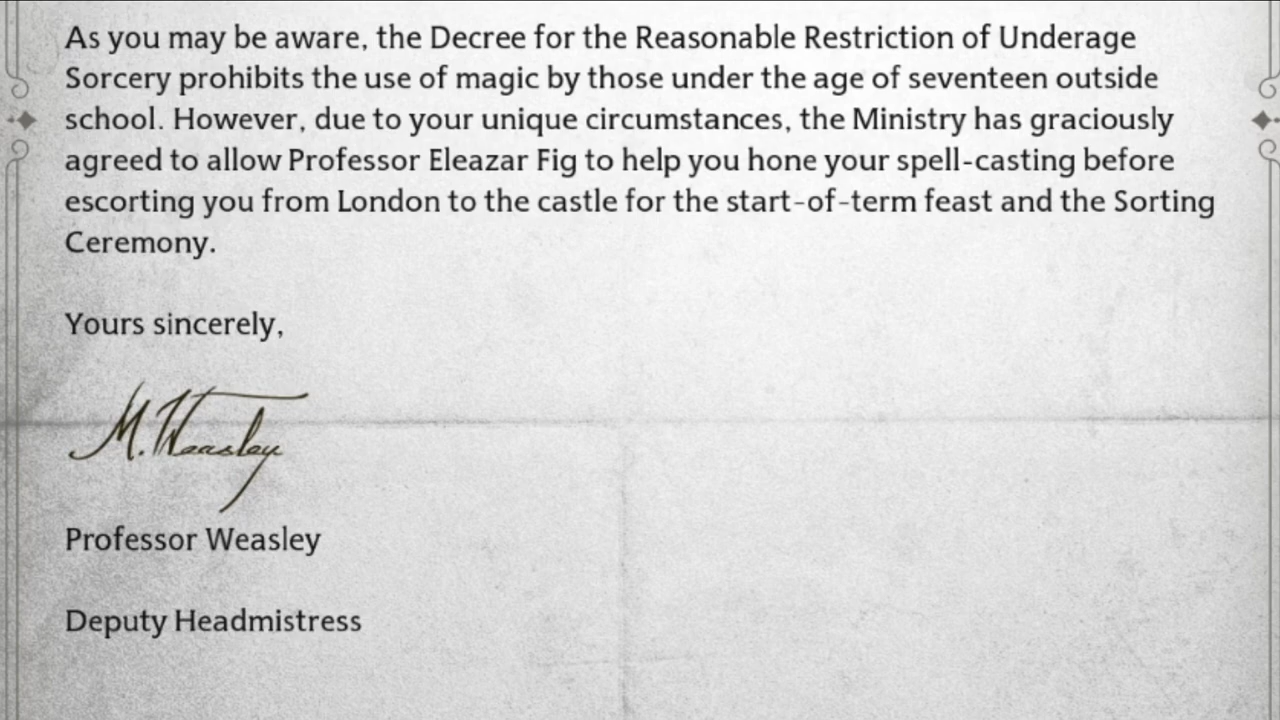 As you may be aware, the Decree for the Reasonable Restriction of Underage
Sorcery prohibits the use of magic by those under the age of seventeen outside
school. However, due to your unique circumstances, the Ministry has graciously
agreed to allow Professor Eleazar Fig to help you hone your spell-casting before
escorting you from London to the castle for the start-of-term feast and the Sorting
Ceremony.
Yours sincerely,
M. Weasley
Professor Weasley
Deputy Headmistress